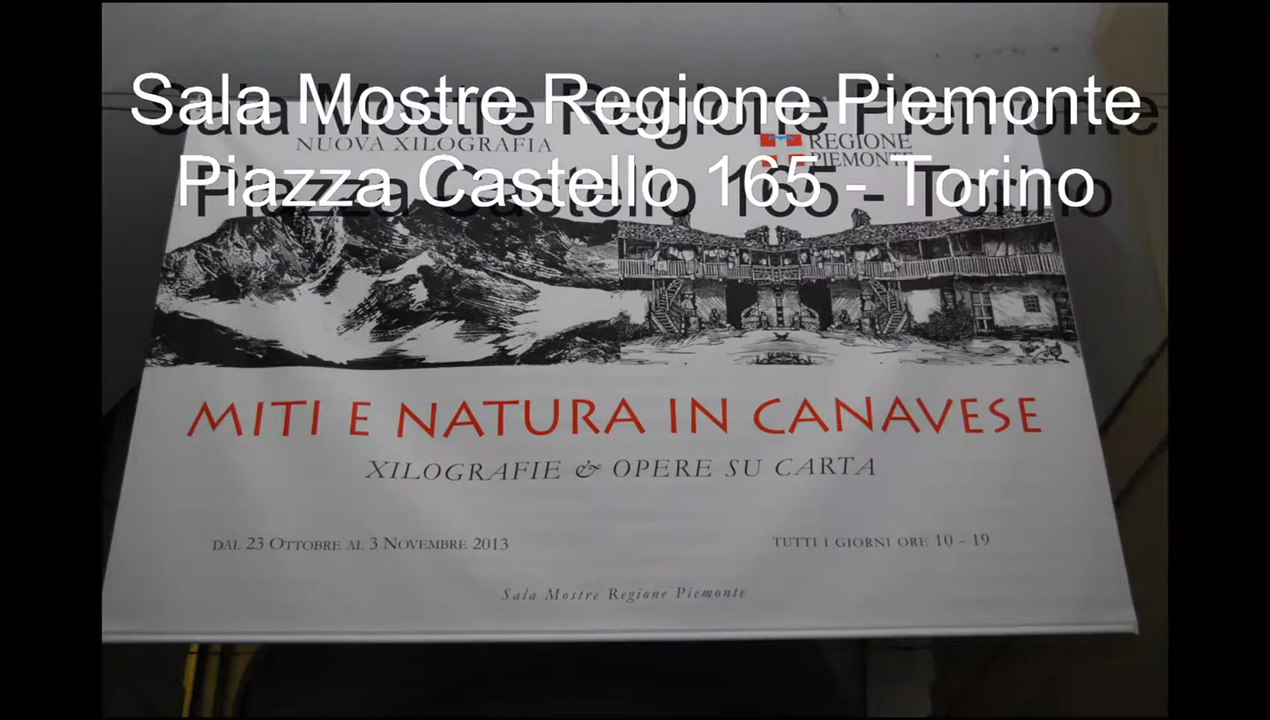 Sala Mostre Regione Piemonte
Piazza Castello 165 - Torino
NUOVA XILOGRAFIA
REGIONE
PIEMONTE
MITI E NATURA IN CANAVESE
XILOGRAFIE & OPERE SU CARTA
DAL 23 OTTOBRE AL 3 NOVEMBRE 2013
TUTTI I GIORNI ORE 10 - 19
Sala Mostre Regione Piemonte